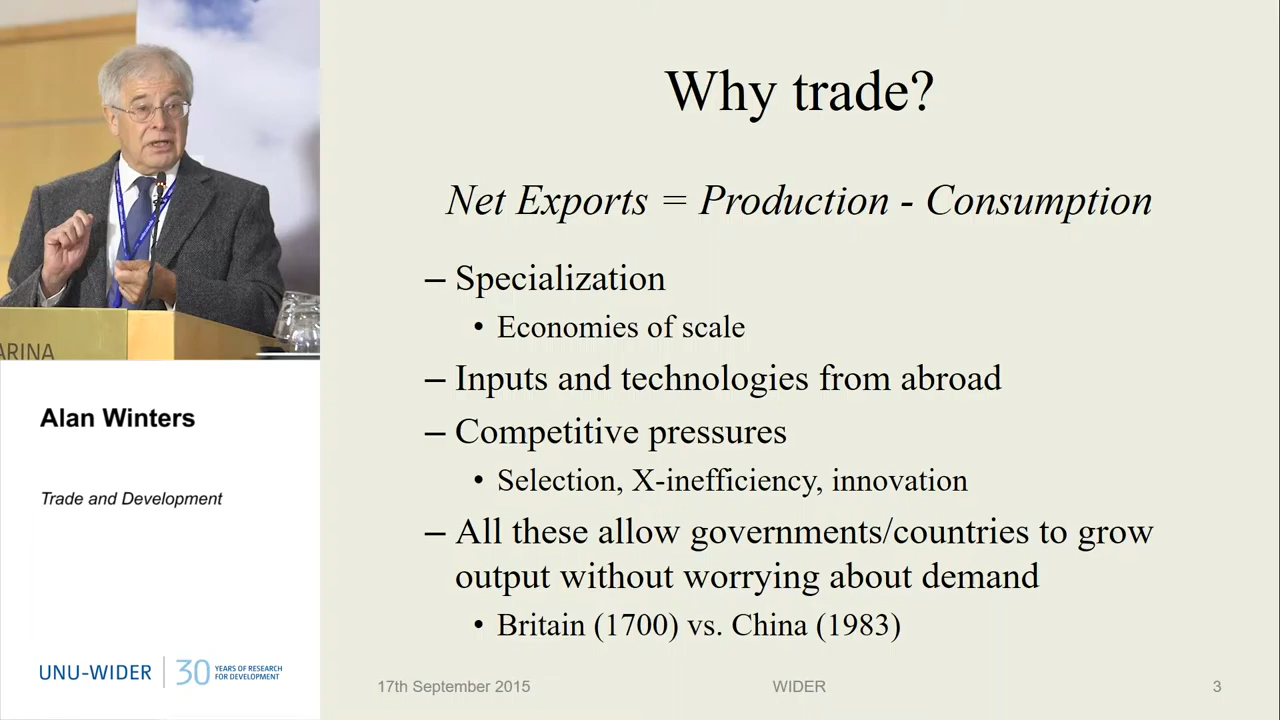 Why trade?
Net Exports = Production - Consumption
– Specialization
• Economies of scale
– Inputs and technologies from abroad
– Competitive pressures
• Selection, X-inefficiency, innovation
– All these allow governments/countries to grow
output without worrying about demand
• Britain (1700) vs. China (1983)
17th September 2015
WIDER
3
ARINA
Alan Winters
Trade and Development
UNU-WIDER
30
YEARS OF RESEARCH
FOR DEVELOPMENT